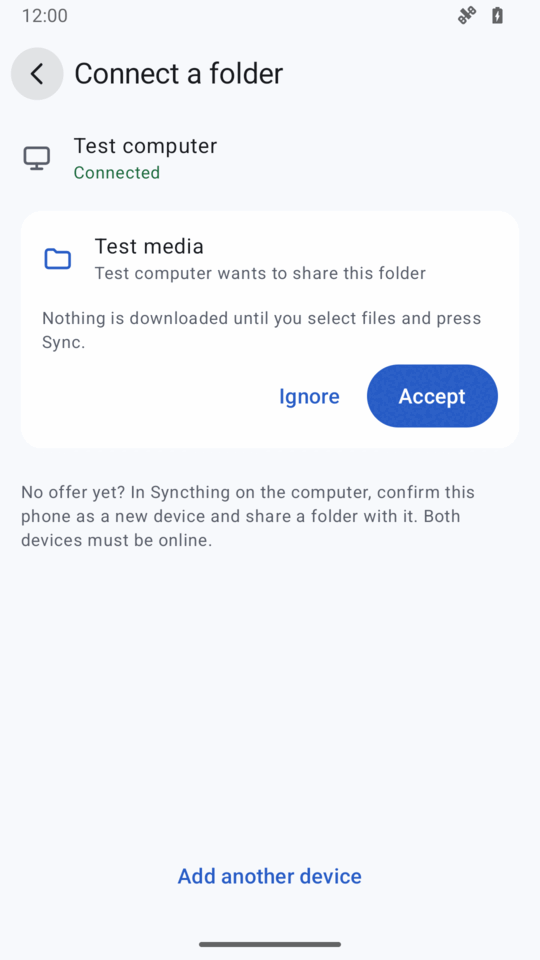 12:00
Connect a folder
Test computer
Connected
Test media
Test computer wants to share this folder
Nothing is downloaded until you select files and press
Sync.
Ignore
Accept
No offer yet? In Syncthing on the computer, confirm this
phone as a new device and share a folder with it. Both
devices must be online.
Add another device